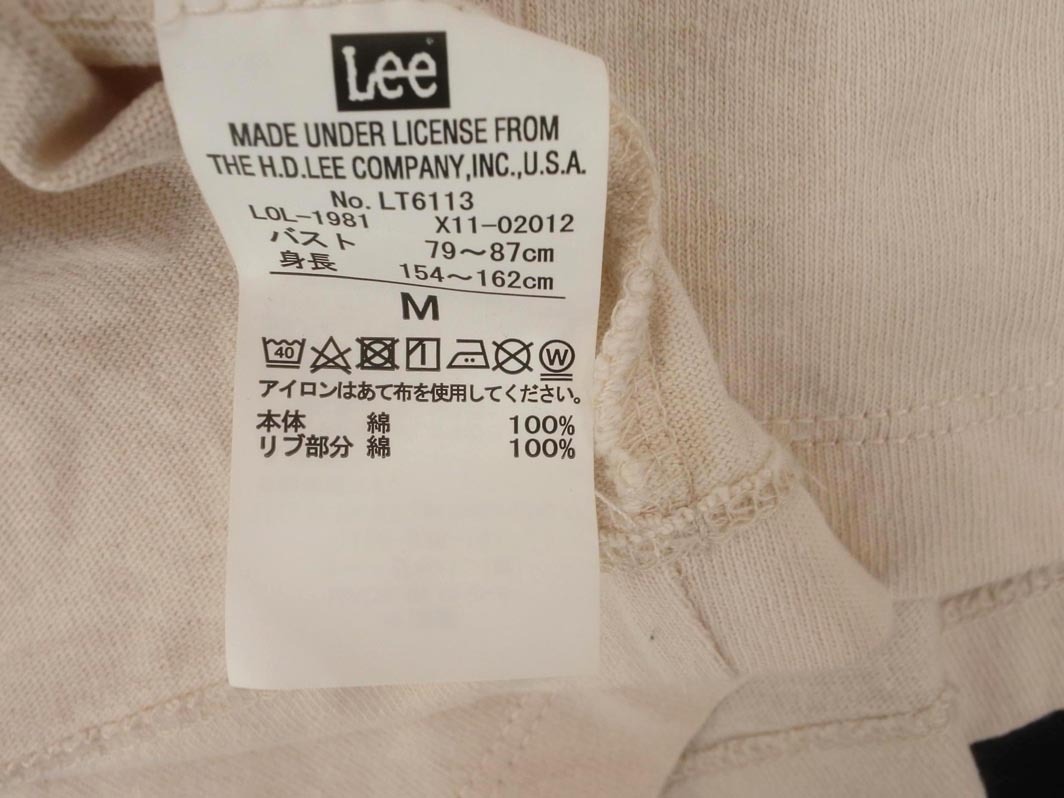 Lee
MADE UNDER LICENSE FROM
THE H.D.LEE COMPANY,INC.,U.S.A.
No. LT6113
LOL-1981 X11-02012
バスト 79～87cm
身長 154～162cm
M
40 W
アイロンはあて布を使用してください。
本体 綿 100%
リブ部分 綿 100%